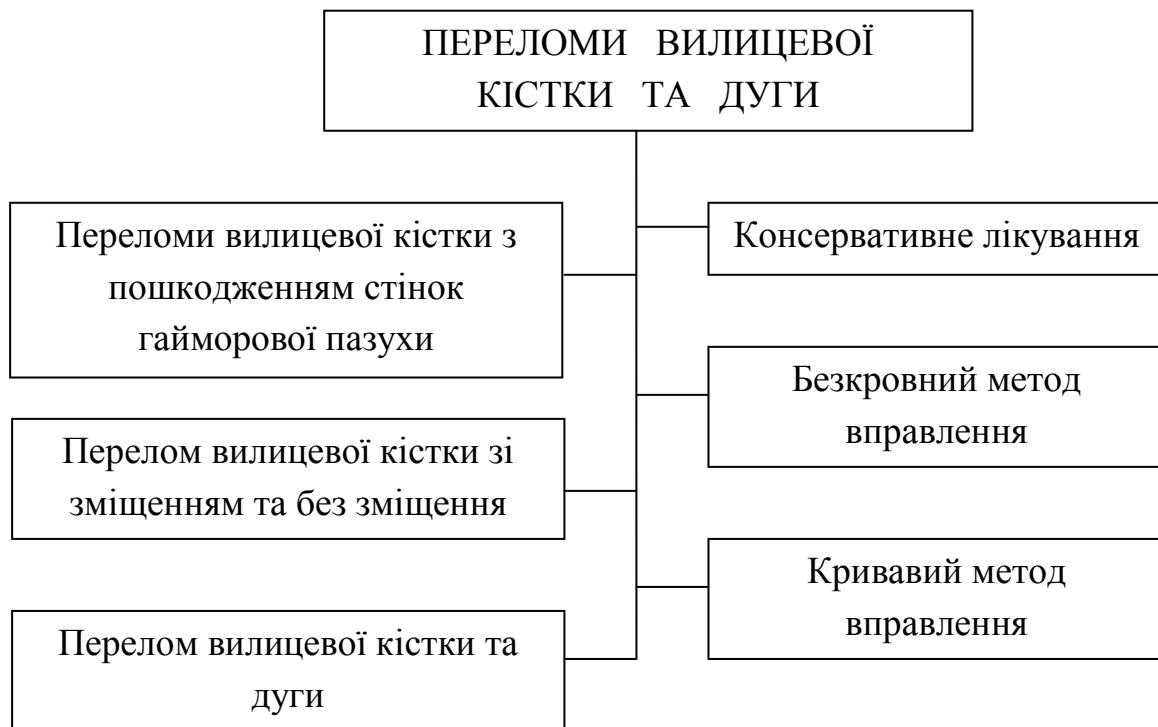 ПЕРЕЛОМИ ВИЛИЦЕВОЇ
КІСТКИ ТА ДУГИ
Переломи вилицевої кістки з
пошкодженням стінок
гайморової пазухи
Перелом вилицевої кістки зі
зміщенням та без зміщення
Перелом вилицевої кістки та
дуги
Консервативне лікування
Безкровний метод
вправлення
Кривавий метод
вправлення